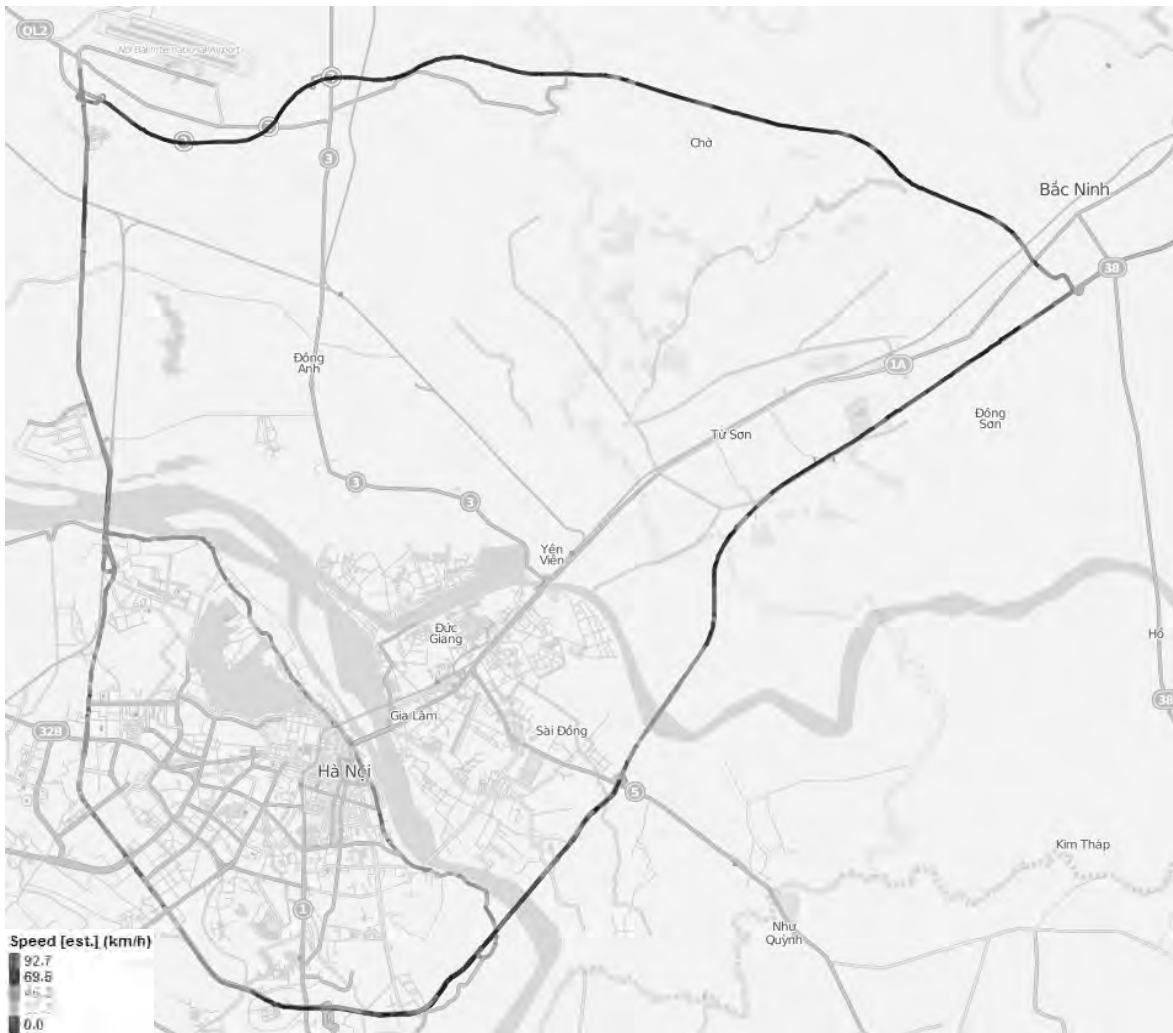 QL2
Nội Bài International Airport
3
2
3
Chờ
Bắc Ninh
38
1A
Đông
Anh
Đông
Sơn
Từ Sơn
3
3
Yên
Viên
Đức
Giang
Hồ
38
Gia Lâm
Sài Đồng
32B
Hà Nội
5
Kim Tháp
1
Như
Quỳnh
Speed [est.] (km/h)
92.7
69.5
0.0